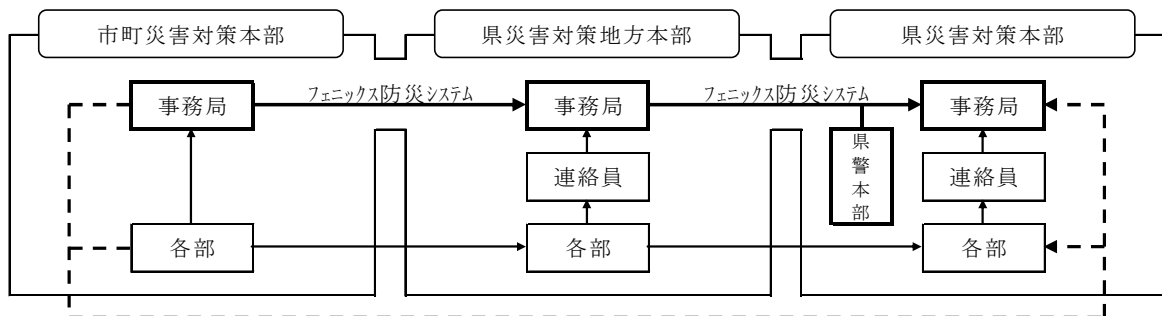 市町災害対策本部
県災害対策地方本部
県災害対策本部
事務局
フェニックス防災システム
事務局
フェニックス防災システム
事務局
連絡員
県警本部
連絡員
各部
各部
各部